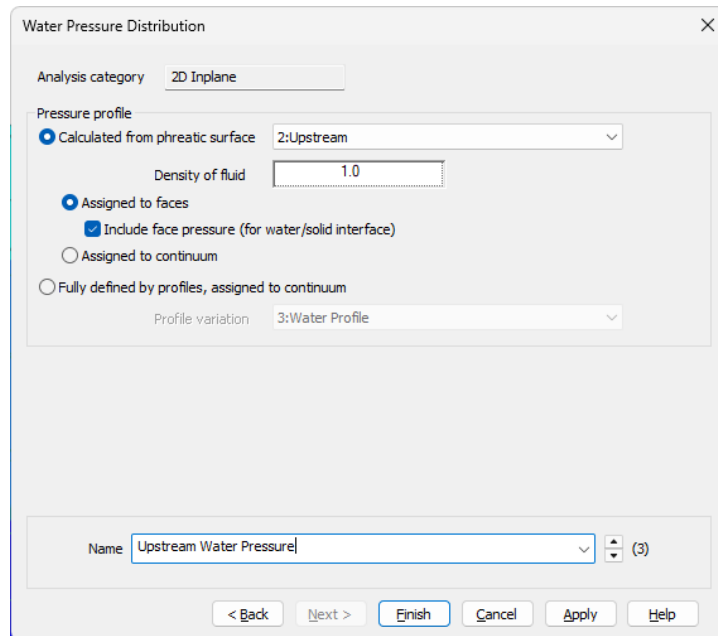 Water Pressure Distribution
Analysis category 2D Inplane
Pressure profile
Calculated from phreatic surface 2:Upstream
Density of fluid 1.0
Assigned to faces
Include face pressure (for water/solid interface)
Assigned to continuum
Fully defined by profiles, assigned to continuum
Profile variation 3:Water Profile
Name Upstream Water Pressure (3)
< Back Next > Finish Cancel Apply Help